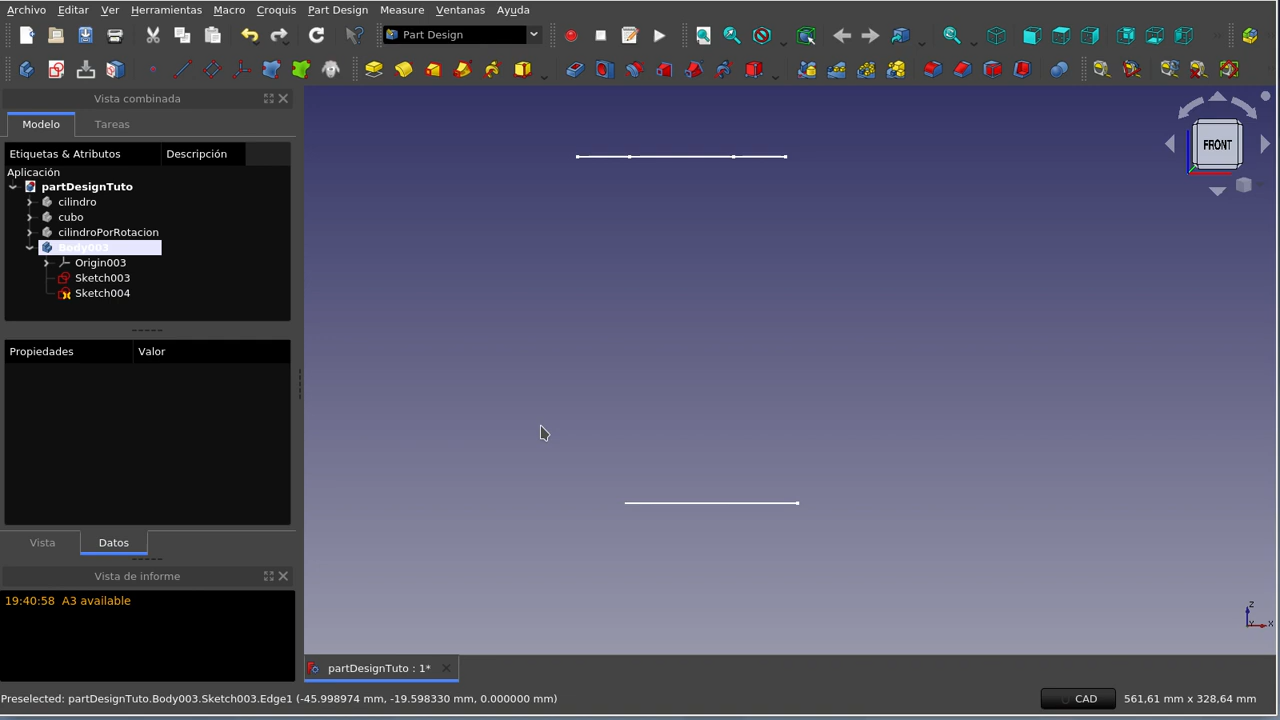 Archivo Editar Ver Herramientas Macro Croquis Part Design Measure Ventanas Ayuda
Part Design
Vista combinada
Modelo Tareas
Etiquetas & Atributos Descripción
Aplicación
partDesignTuto
cilindro
cubo
cilindroPorRotacion
Body003
Origin003
Sketch003
Sketch004
Propiedades Valor
Vista Datos
Vista de informe
19:40:58 A3 available
FRONT
Z
Y
X
partDesignTuto : 1*
Preselected: partDesignTuto.Body003.Sketch003.Edge1 (-45.998974 mm, -19.598330 mm, 0.000000 mm)
CAD
561,61 mm x 328,64 mm